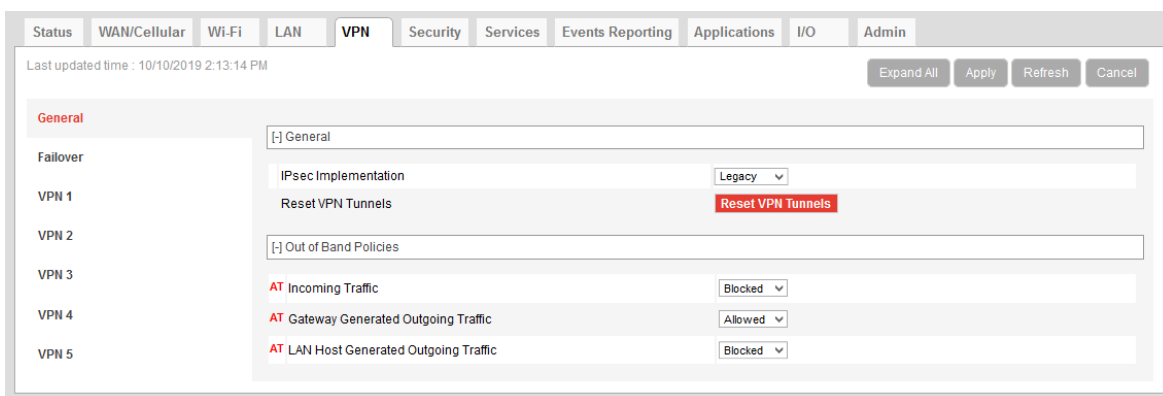 Status WAN/Cellular Wi-Fi LAN VPN Security Services Events Reporting Applications I/O Admin
Last updated time : 10/10/2019 2:13:14 PM
Expand All Apply Refresh Cancel
General
Failover
VPN 1
VPN 2
VPN 3
VPN 4
VPN 5
[-] General
IPsec Implementation Legacy
Reset VPN Tunnels Reset VPN Tunnels
[-] Out of Band Policies
AT Incoming Traffic Blocked
AT Gateway Generated Outgoing Traffic Allowed
AT LAN Host Generated Outgoing Traffic Blocked